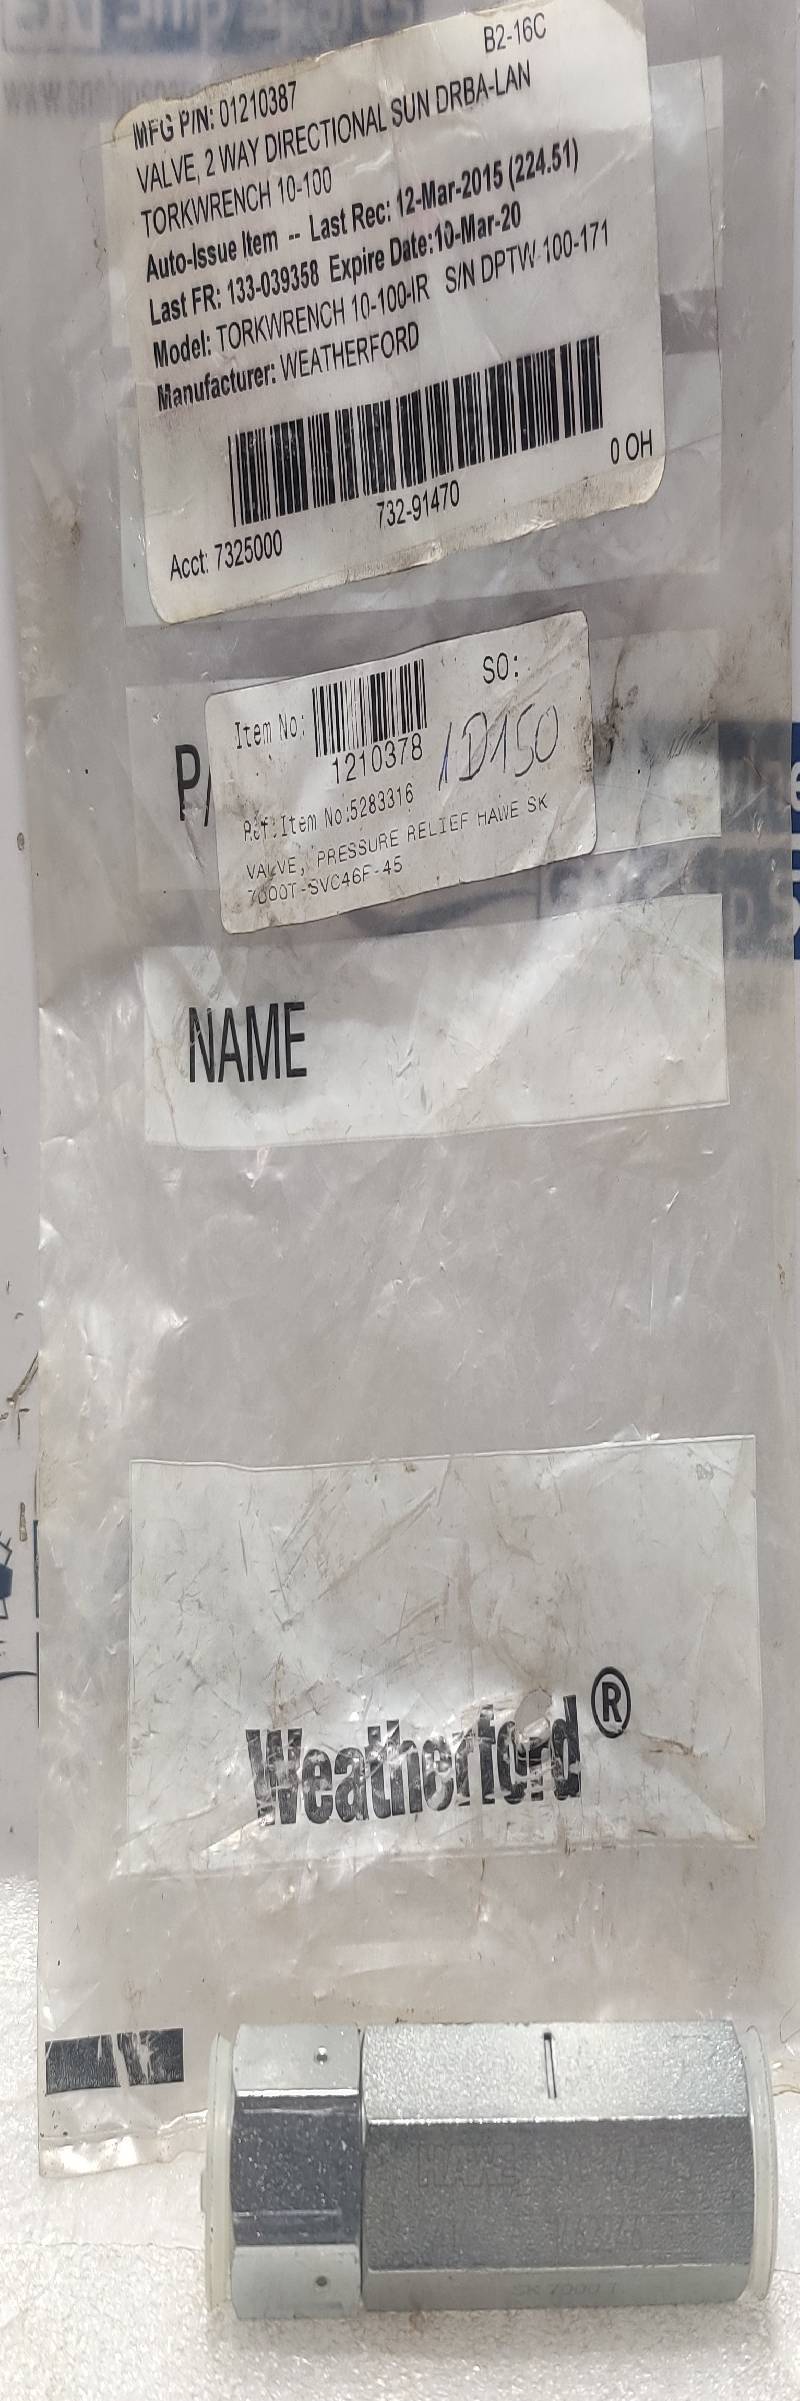 B2-16C
MFG P/N: 01210387
VALVE, 2 WAY DIRECTIONAL SUN DRBA-LAN
TORKWRENCH 10-100
Auto-Issue Item -- Last Rec: 12-Mar-2015 (224.51)
Last FR: 133-039358 Expire Date:10-Mar-20
Model: TORKWRENCH 10-100-IR S/N DPTW-100-171
Manufacturer: WEATHERFORD
0 OH
732-91470
Acct: 7325000
P/
SO:
Item No:
1210378
1D150
Ref.Item No:5283316
VALVE, PRESSURE RELIEF HAWE SK
7000T-SVC46F-45
NAME
Weatherford®
HAWE
SK 7000 T